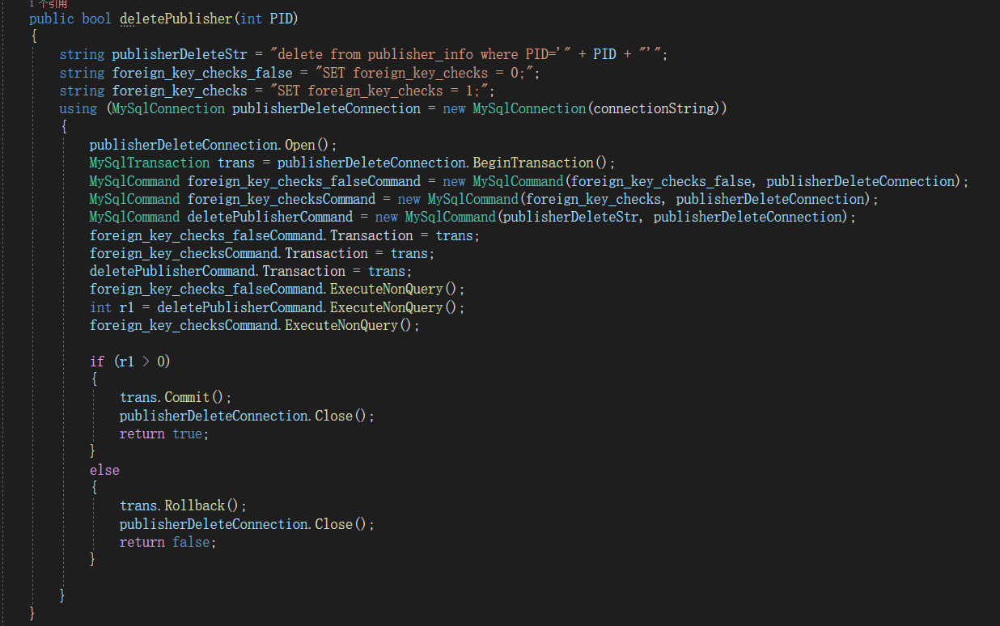 1 个引用
public bool deletePublisher(int PID)
{
string publisherDeleteStr = "delete from publisher_info where PID='" + PID + "'";
string foreign_key_checks_false = "SET foreign_key_checks = 0;";
string foreign_key_checks = "SET foreign_key_checks = 1;";
using (MySqlConnection publisherDeleteConnection = new MySqlConnection(connectionString))
{
publisherDeleteConnection.Open();
MySqlTransaction trans = publisherDeleteConnection.BeginTransaction();
MySqlCommand foreign_key_checks_falseCommand = new MySqlCommand(foreign_key_checks_false, publisherDeleteConnection);
MySqlCommand foreign_key_checksCommand = new MySqlCommand(foreign_key_checks, publisherDeleteConnection);
MySqlCommand deletePublisherCommand = new MySqlCommand(publisherDeleteStr, publisherDeleteConnection);
foreign_key_checks_falseCommand.Transaction = trans;
foreign_key_checksCommand.Transaction = trans;
deletePublisherCommand.Transaction = trans;
foreign_key_checks_falseCommand.ExecuteNonQuery();
int r1 = deletePublisherCommand.ExecuteNonQuery();
foreign_key_checksCommand.ExecuteNonQuery();
if (r1 > 0)
{
trans.Commit();
publisherDeleteConnection.Close();
return true;
}
else
{
trans.Rollback();
publisherDeleteConnection.Close();
return false;
}
}
}